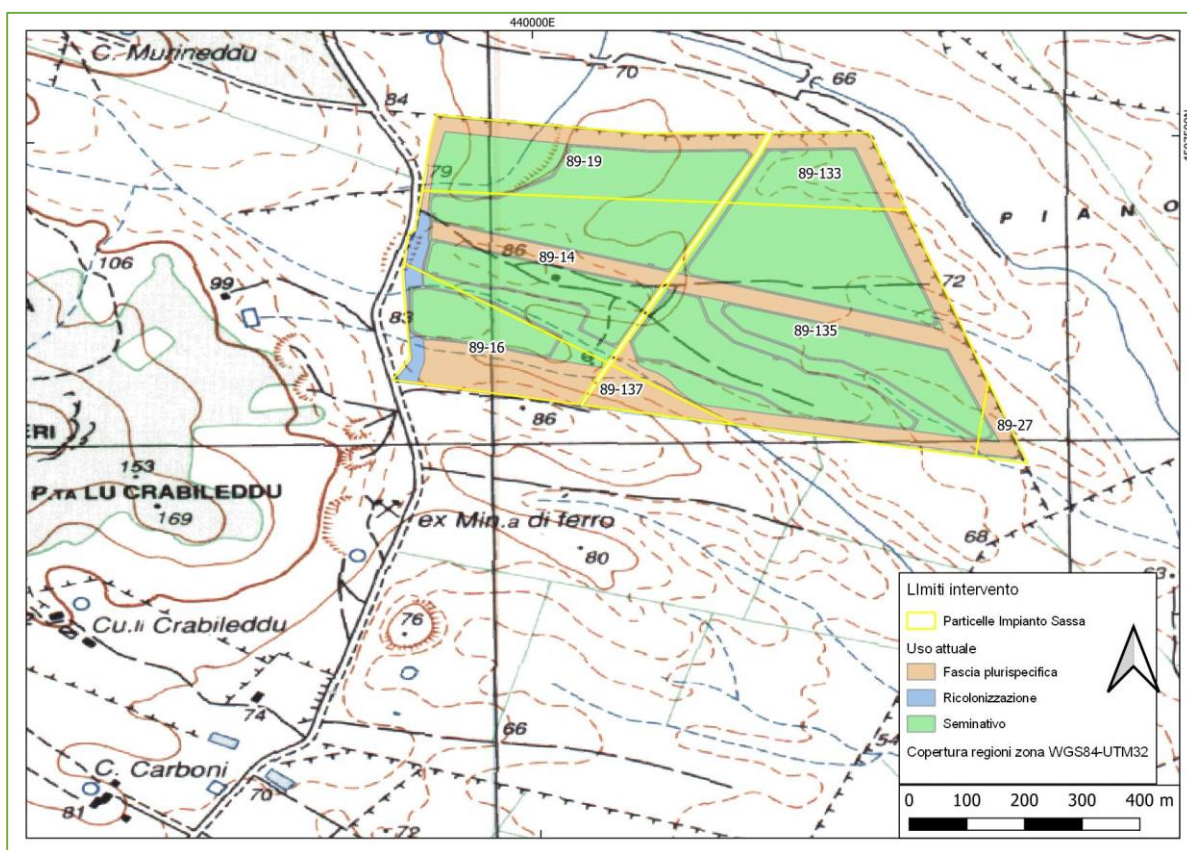 440000E
C. Murineddu
70
66
84
89-19
89-133
79
PIANO
106
86
89-14
72
99
83
89-135
89-16
89-137
86
89-27
ERI
153
P.TA LU CRABILEDDU
169
ex Min.a di ferro
80
68
63
LImiti intervento
Particelle Impianto Sassa
Uso attuale
Fascia plurispecifica
Ricolonizzazione
Seminativo
Copertura regioni zona WGS84-UTM32
76
Cu.li Crabileddu
74
66
54
C. Carboni
70
81
72
0 100 200 300 400 m